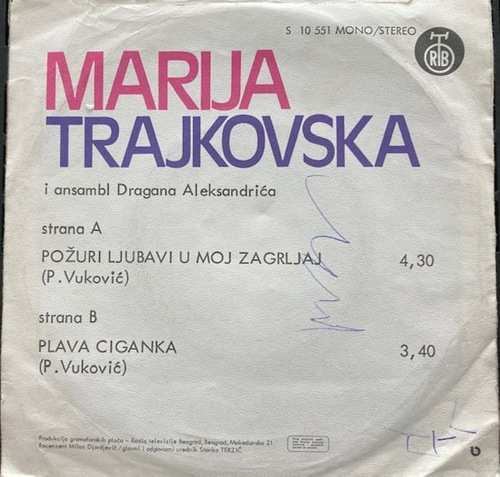 S 10 551 MONO/STEREO
RTB
MARIJA
TRAJKOVSKA
i ansambl Dragana Aleksandrića
strana A
POŽURI LJUBAVI U MOJ ZAGRLJAJ 4,30
(P.Vuković)
strana B
PLAVA CIGANKA 3,40
(P.Vuković)
Produkcija gramofonskih ploča – Radio televizije Beograd, Beograd, Makedonska 21
Recenzent Milan Djordjević/glavni i odgovorni urednik Stanko TERZIĆ